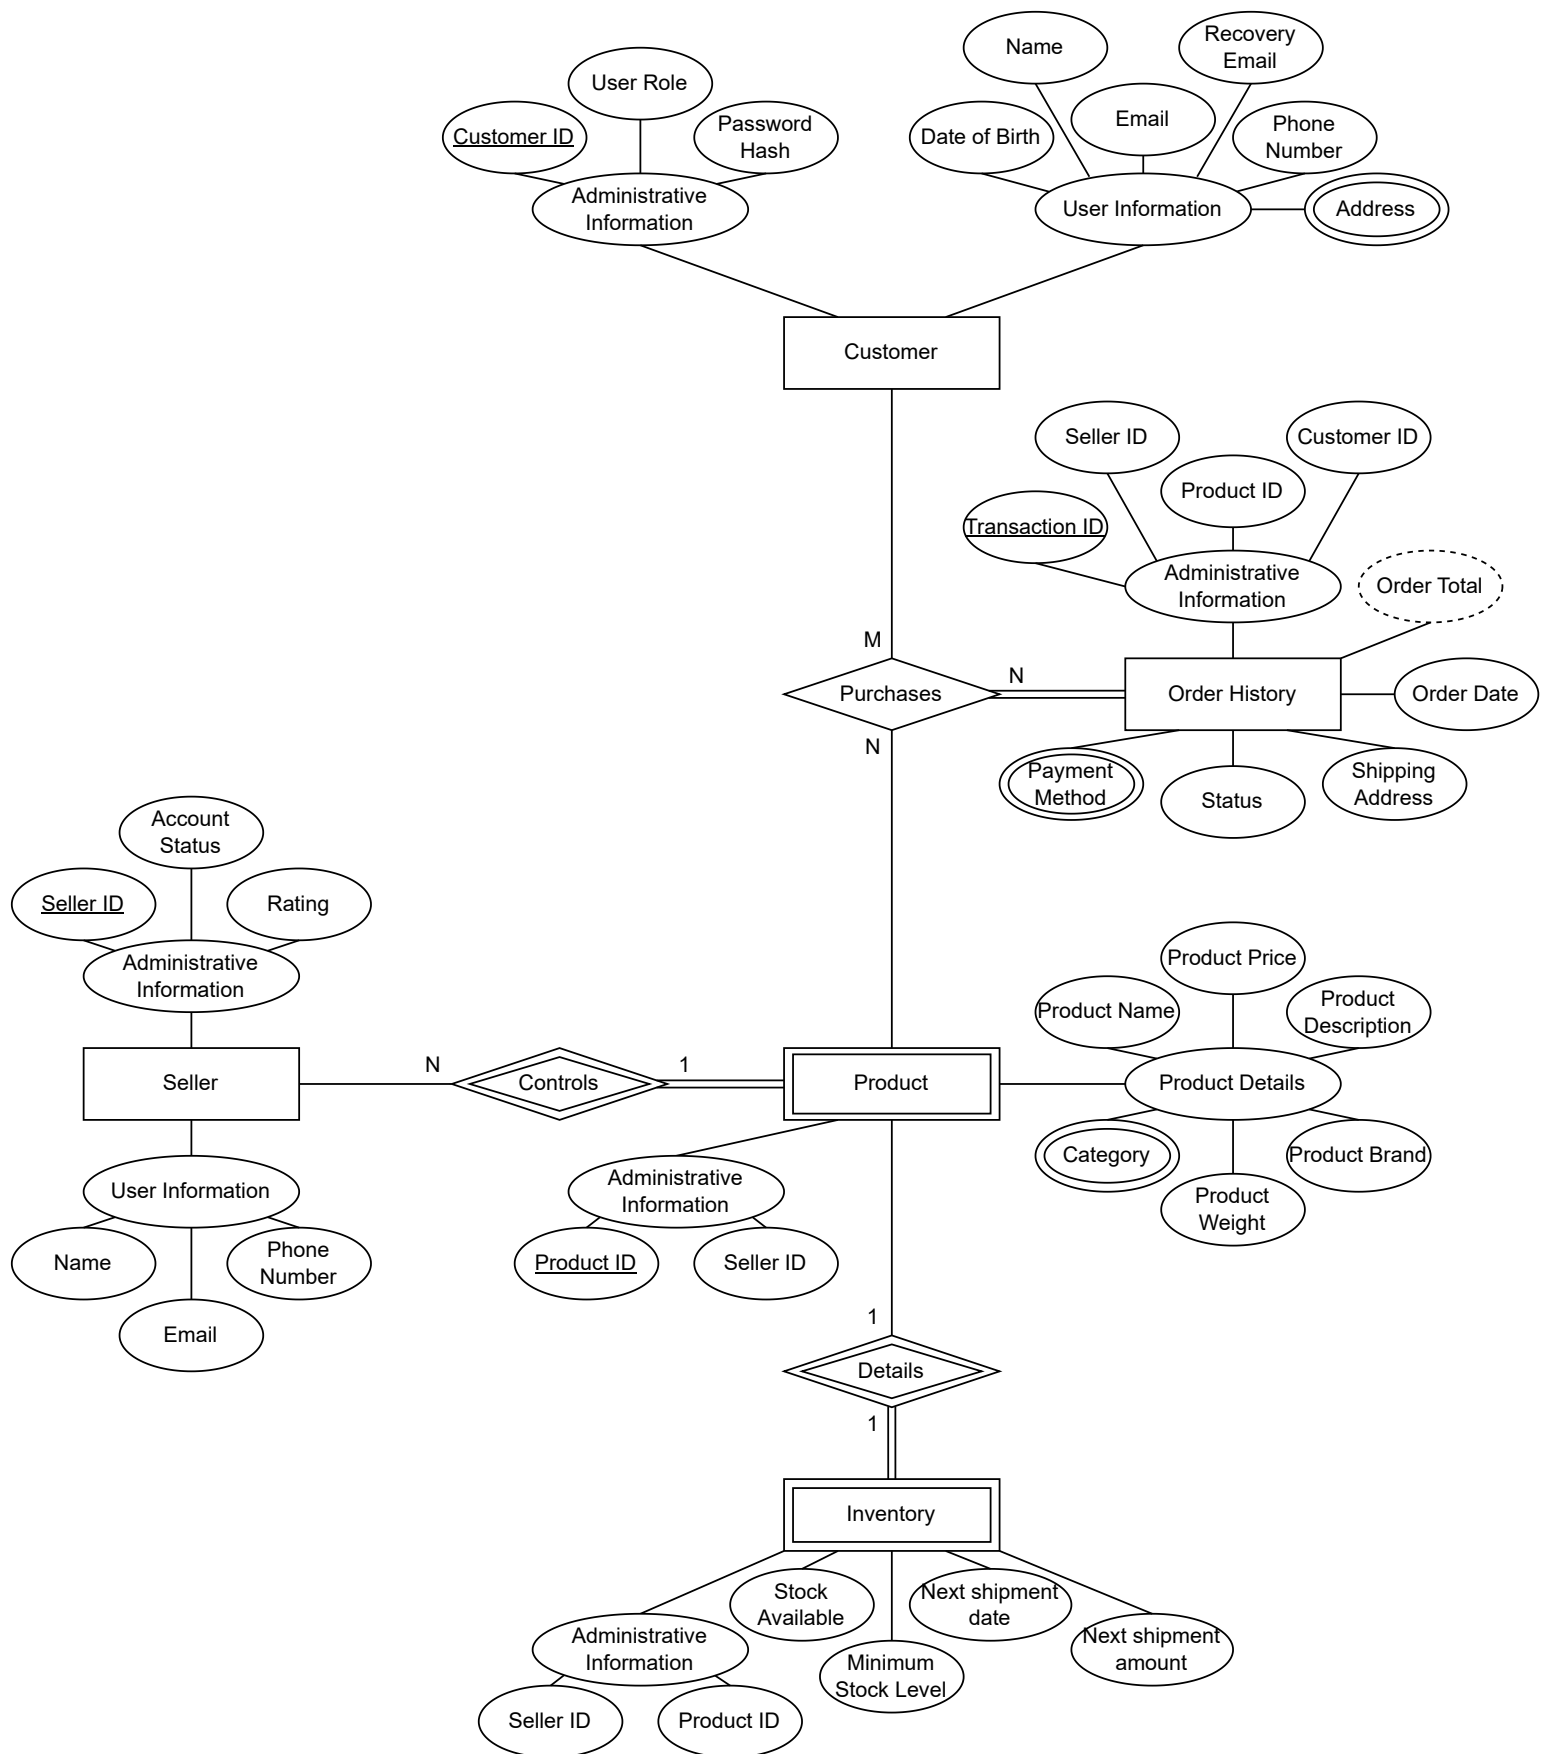 Name
Recovery
Email
User Role
Customer ID
Password
Hash
Date of Birth
Email
Phone
Number
Administrative
Information
User Information
Address
Customer
Seller ID
Customer ID
Product ID
Transaction ID
Administrative
Information
Order Total
M
Purchases
N
Order History
Order Date
N
Payment
Method
Status
Shipping
Address
Account
Status
Seller ID
Rating
Administrative
Information
Product Price
Product Name
Product
Description
Seller
N
Controls
1
Product
Product Details
Category
Product Brand
Product
Weight
User Information
Administrative
Information
Name
Phone
Number
Product ID
Seller ID
Email
1
Details
1
Inventory
Stock
Available
Next shipment
date
Administrative
Information
Minimum
Stock Level
Next shipment
amount
Seller ID
Product ID